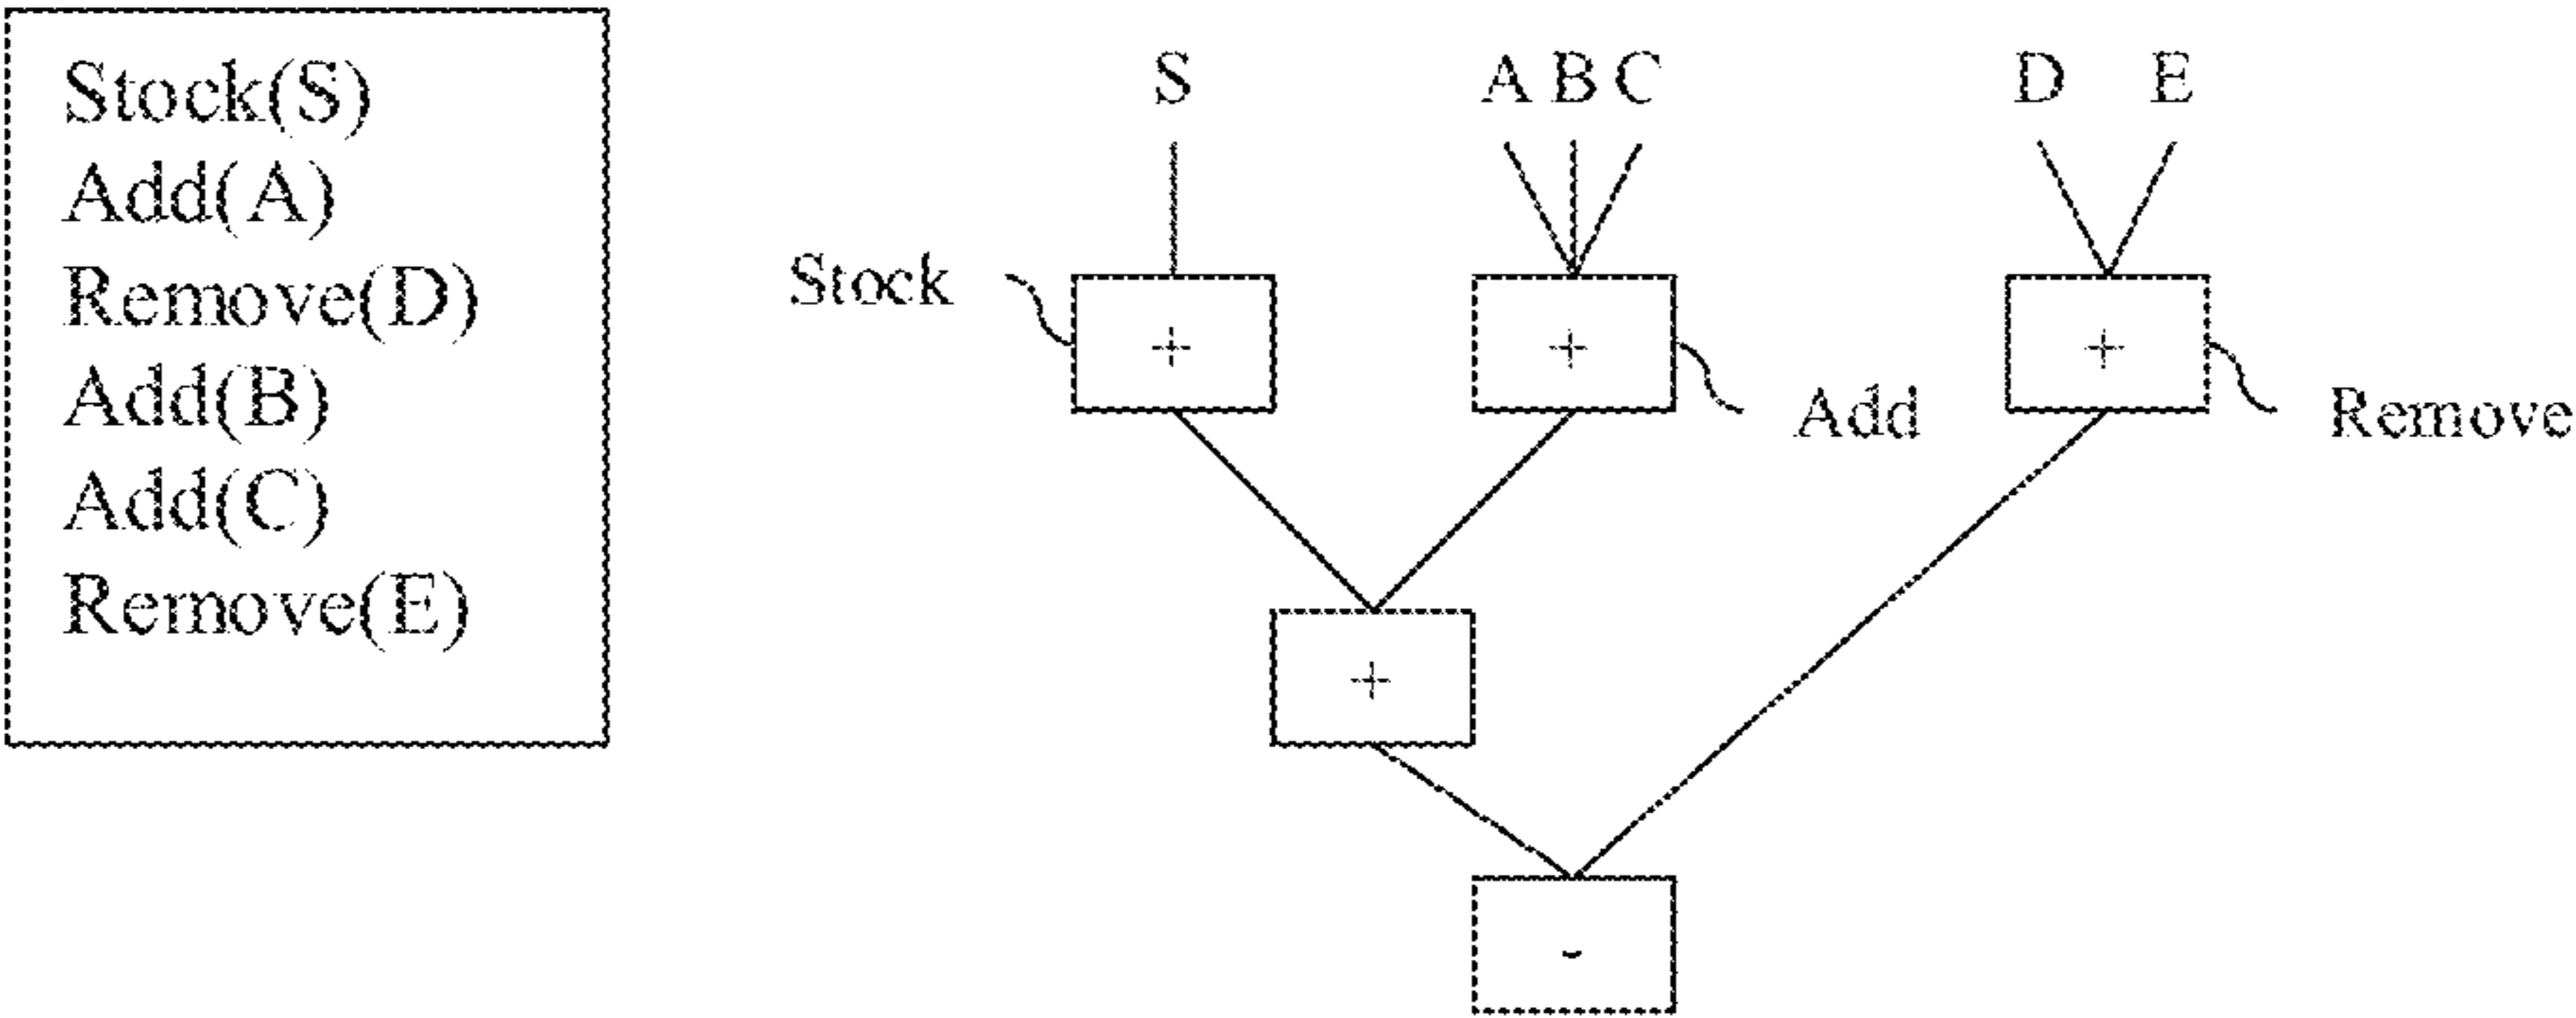 Stock(S)
Add(A)
Remove(D)
Add(B)
Add(C)
Remove(E)
S
A B C
D E
Stock
+
+
+
Add
Remove
+
-